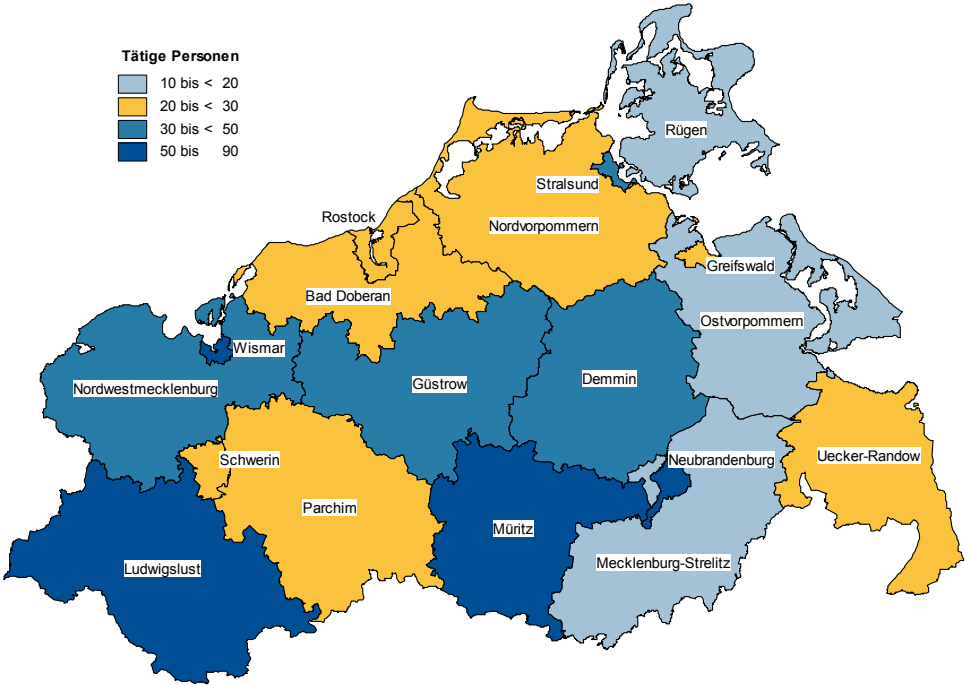 Tätige Personen
10 bis < 20
20 bis < 30
30 bis < 50
50 bis 90
Rügen
Stralsund
Rostock
Nordvorpommern
Greifswald
Bad Doberan
Ostvorpommern
Wismar
Nordwestmecklenburg
Güstrow
Demmin
Schwerin
Neubrandenburg
Uecker-Randow
Parchim
Müritz
Ludwigslust
Mecklenburg-Strelitz